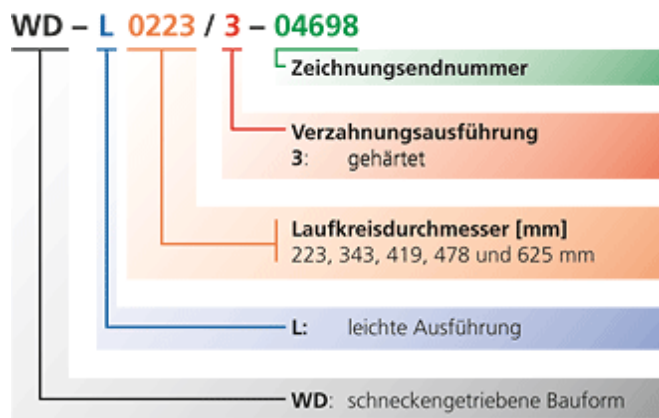 WD – L 0223 / 3 – 04698
Zeichnungsendnummer
Verzahnungsausführung
3: gehärtet
Laufkreisdurchmesser [mm]
223, 343, 419, 478 und 625 mm
L: leichte Ausführung
WD: schneckengetriebene Bauform